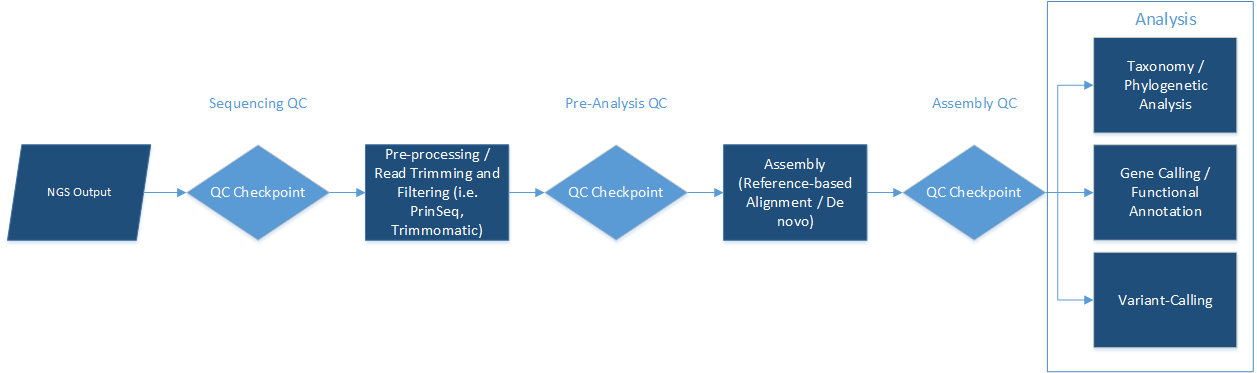 Analysis
Sequencing QC
Pre-Analysis QC
Assembly QC
NGS Output
QC Checkpoint
Pre-processing /
Read Trimming and
Filtering (i.e.
PrinSeq,
Trimmomatic)
QC Checkpoint
Assembly
(Reference-based
Alignment / De
novo)
QC Checkpoint
Taxonomy /
Phylogenetic
Analysis
Gene Calling /
Functional
Annotation
Variant-Calling